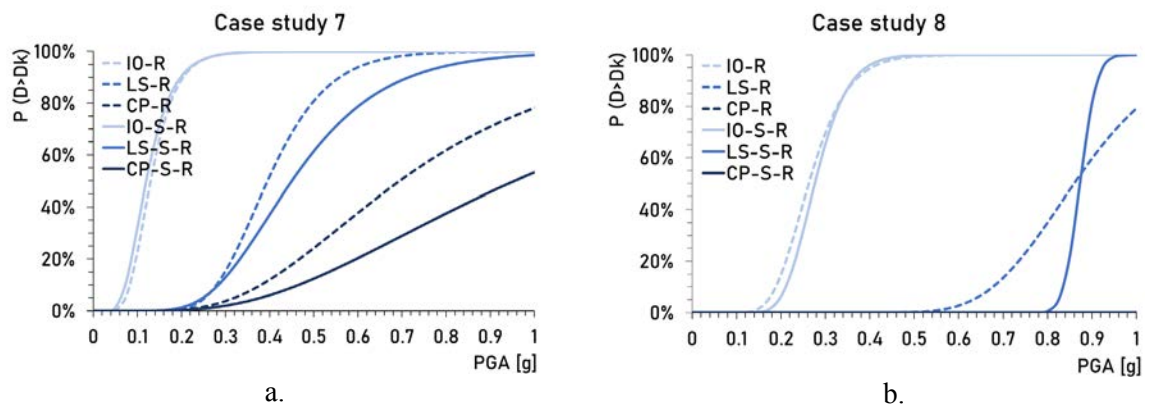 Case study 7
P (D>Dk)
100%
80%
60%
40%
20%
0%
IO-R
LS-R
CP-R
IO-S-R
LS-S-R
CP-S-R
0 0.1 0.2 0.3 0.4 0.5 0.6 0.7 0.8 0.9 1
PGA [g]
a.
Case study 8
P (D>Dk)
100%
80%
60%
40%
20%
0%
IO-R
LS-R
CP-R
IO-S-R
LS-S-R
CP-S-R
0 0.1 0.2 0.3 0.4 0.5 0.6 0.7 0.8 0.9 1
PGA [g]
b.